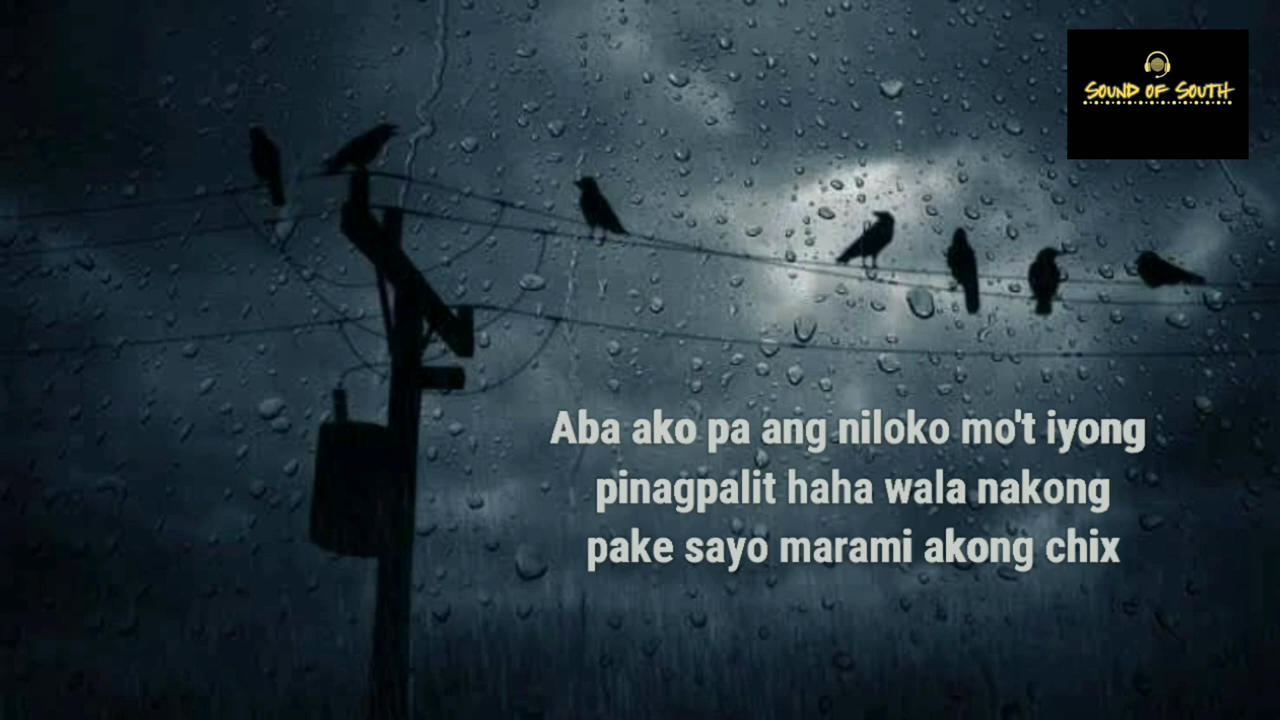 SOUND OF SOUTH
Aba ako pa ang niloko mo't iyong
pinagpalit haha wala nakong
pake sayo marami akong chix